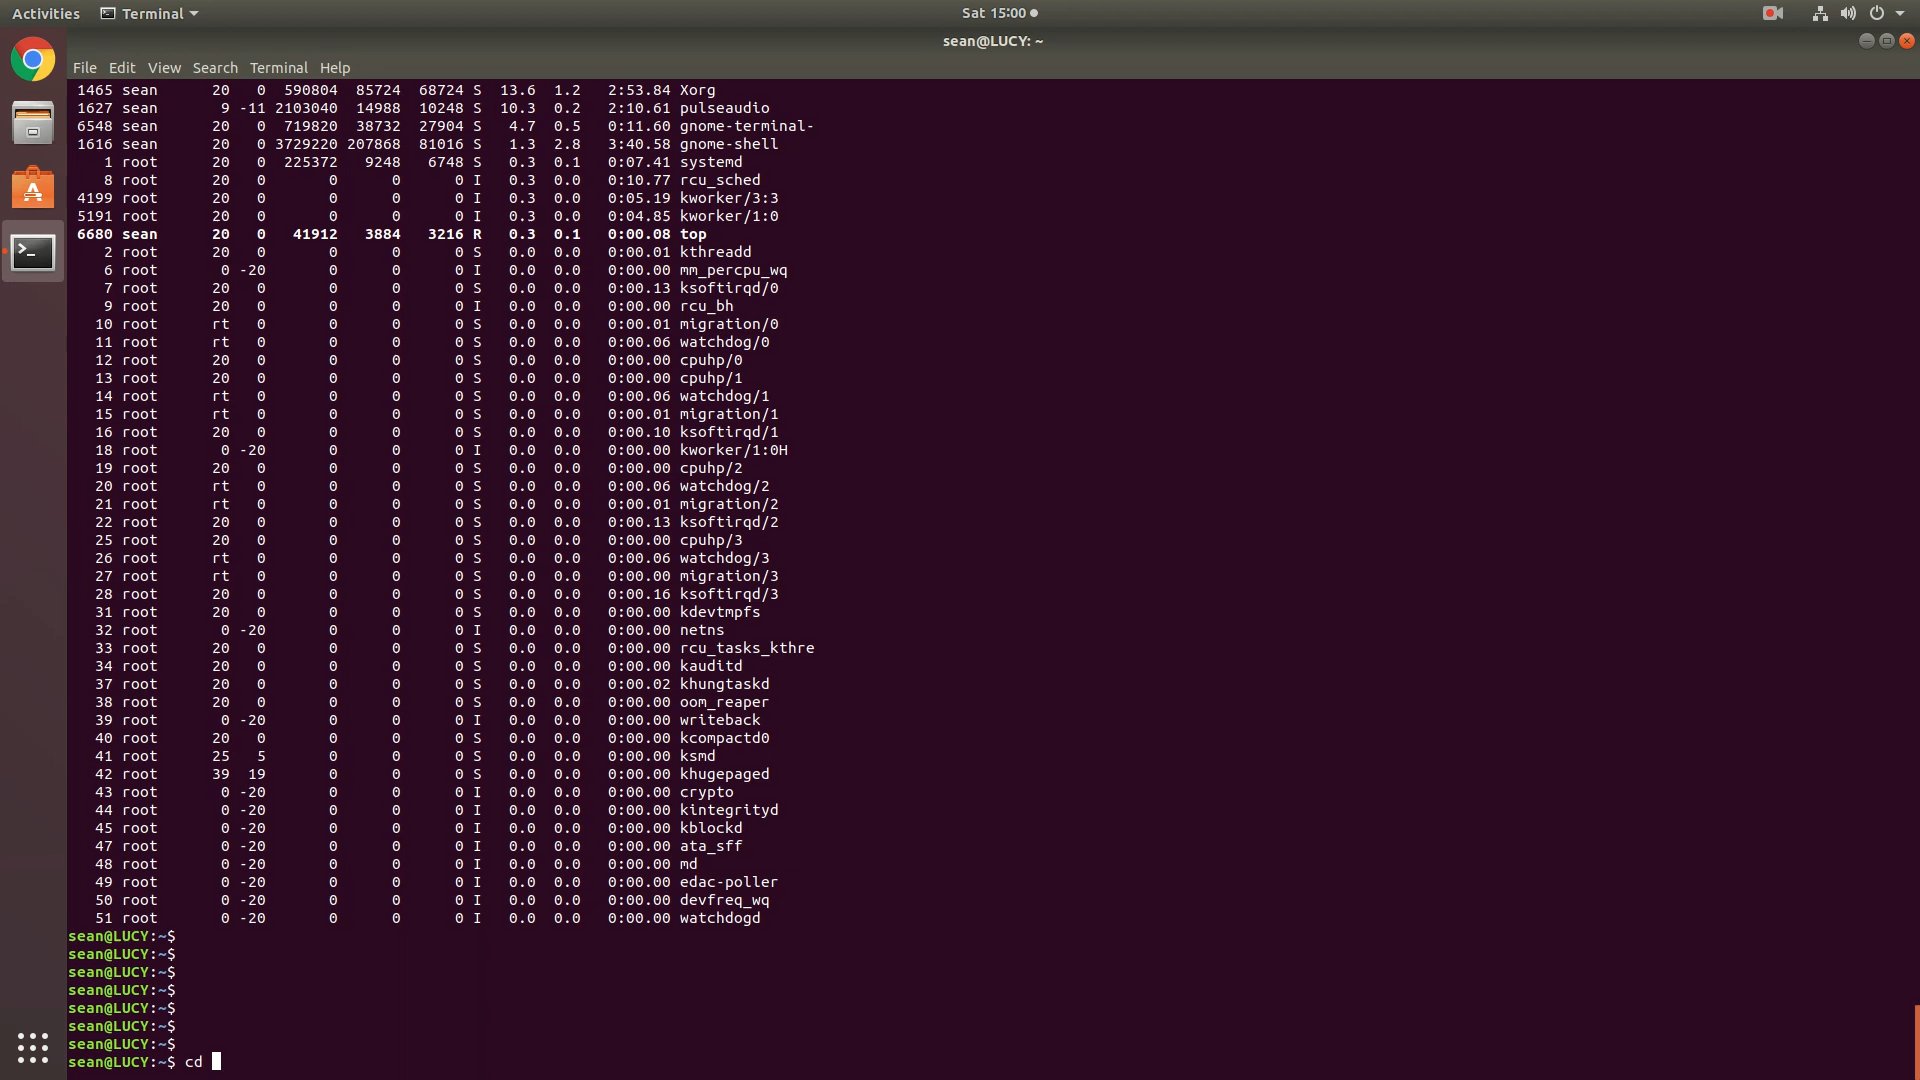 Activities Terminal Sat 15:00
sean@LUCY: ~
File Edit View Search Terminal Help
1465 sean 20 0 590804 85724 68724 S 13.6 1.2 2:53.84 Xorg
1627 sean 9 -11 2103040 14988 10248 S 10.3 0.2 2:10.61 pulseaudio
6548 sean 20 0 719820 38732 27904 S 4.7 0.5 0:11.60 gnome-terminal-
1616 sean 20 0 3729220 207868 81016 S 1.3 2.8 3:40.58 gnome-shell
1 root 20 0 225372 9248 6748 S 0.3 0.1 0:07.41 systemd
8 root 20 0 0 0 0 I 0.3 0.0 0:10.77 rcu_sched
4199 root 20 0 0 0 0 I 0.3 0.0 0:05.19 kworker/3:3
5191 root 20 0 0 0 0 I 0.3 0.0 0:04.85 kworker/1:0
6680 sean 20 0 41912 3884 3216 R 0.3 0.1 0:00.08 top
2 root 20 0 0 0 0 S 0.0 0.0 0:00.01 kthreadd
6 root 0 -20 0 0 0 I 0.0 0.0 0:00.00 mm_percpu_wq
7 root 20 0 0 0 0 S 0.0 0.0 0:00.13 ksoftirqd/0
9 root 20 0 0 0 0 I 0.0 0.0 0:00.00 rcu_bh
10 root rt 0 0 0 0 S 0.0 0.0 0:00.01 migration/0
11 root rt 0 0 0 0 S 0.0 0.0 0:00.06 watchdog/0
12 root 20 0 0 0 0 S 0.0 0.0 0:00.00 cpuhp/0
13 root 20 0 0 0 0 S 0.0 0.0 0:00.00 cpuhp/1
14 root rt 0 0 0 0 S 0.0 0.0 0:00.06 watchdog/1
15 root rt 0 0 0 0 S 0.0 0.0 0:00.01 migration/1
16 root 20 0 0 0 0 S 0.0 0.0 0:00.10 ksoftirqd/1
18 root 0 -20 0 0 0 I 0.0 0.0 0:00.00 kworker/1:0H
19 root 20 0 0 0 0 S 0.0 0.0 0:00.00 cpuhp/2
20 root rt 0 0 0 0 S 0.0 0.0 0:00.06 watchdog/2
21 root rt 0 0 0 0 S 0.0 0.0 0:00.01 migration/2
22 root 20 0 0 0 0 S 0.0 0.0 0:00.13 ksoftirqd/2
25 root 20 0 0 0 0 S 0.0 0.0 0:00.00 cpuhp/3
26 root rt 0 0 0 0 S 0.0 0.0 0:00.06 watchdog/3
27 root rt 0 0 0 0 S 0.0 0.0 0:00.00 migration/3
28 root 20 0 0 0 0 S 0.0 0.0 0:00.16 ksoftirqd/3
31 root 20 0 0 0 0 S 0.0 0.0 0:00.00 kdevtmpfs
32 root 0 -20 0 0 0 I 0.0 0.0 0:00.00 netns
33 root 20 0 0 0 0 S 0.0 0.0 0:00.00 rcu_tasks_kthre
34 root 20 0 0 0 0 S 0.0 0.0 0:00.00 kauditd
37 root 20 0 0 0 0 S 0.0 0.0 0:00.02 khungtaskd
38 root 20 0 0 0 0 S 0.0 0.0 0:00.00 oom_reaper
39 root 0 -20 0 0 0 I 0.0 0.0 0:00.00 writeback
40 root 20 0 0 0 0 S 0.0 0.0 0:00.00 kcompactd0
41 root 25 5 0 0 0 S 0.0 0.0 0:00.00 ksmd
42 root 39 19 0 0 0 S 0.0 0.0 0:00.00 khugepaged
43 root 0 -20 0 0 0 I 0.0 0.0 0:00.00 crypto
44 root 0 -20 0 0 0 I 0.0 0.0 0:00.00 kintegrityd
45 root 0 -20 0 0 0 I 0.0 0.0 0:00.00 kblockd
47 root 0 -20 0 0 0 I 0.0 0.0 0:00.00 ata_sff
48 root 0 -20 0 0 0 I 0.0 0.0 0:00.00 md
49 root 0 -20 0 0 0 I 0.0 0.0 0:00.00 edac-poller
50 root 0 -20 0 0 0 I 0.0 0.0 0:00.00 devfreq_wq
51 root 0 -20 0 0 0 I 0.0 0.0 0:00.00 watchdogd
sean@LUCY:~$
sean@LUCY:~$
sean@LUCY:~$
sean@LUCY:~$
sean@LUCY:~$
sean@LUCY:~$
sean@LUCY:~$
sean@LUCY:~$ cd